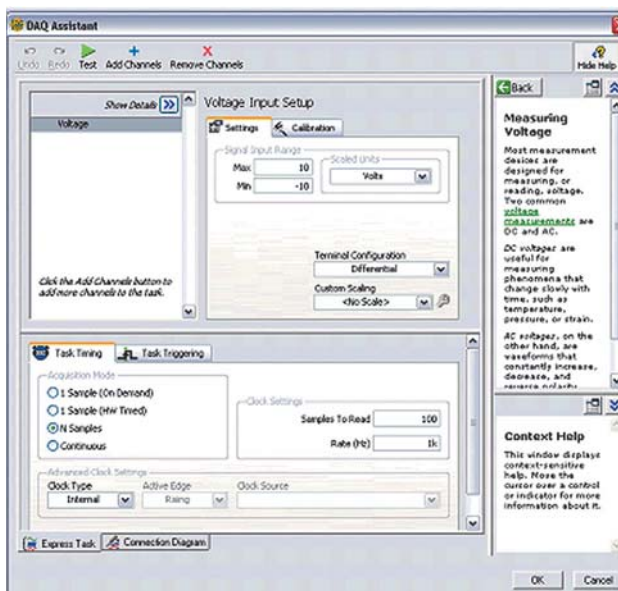 DAQ Assistant
Undo Redo Test Add Channels Remove Channels
Hide Help
Show Details
Voltage
Click the Add Channels button to
add more channels to the task.
Voltage Input Setup
Settings Calibration
Signal Input Range
Max 10
Min -10
Scaled Units
Volts
Terminal Configuration
Differential
Custom Scaling
<No Scale>
Task Timing Task Triggering
Acquisition Mode
1 Sample (On Demand)
1 Sample (HW Timed)
N Samples
Continuous
Clock Settings
Samples To Read 100
Rate (Hz) 1k
Advanced Clock Settings
Clock Type Active Edge Clock Source
Internal Rising
Express Task Connection Diagram
Back
Measuring
Voltage
Most measurement
devices are
designed for
measuring, or
reading, voltage.
Two common
voltage
measurements are
DC and AC.
DC voltages are
useful for
measuring
phenomena that
change slowly with
time, such as
temperature,
pressure, or strain.
AC voltages, on the
other hand, are
waveforms that
constantly increase,
decrease, and
reverse polarity
Context Help
This window displays
context-sensitive
help. Move the
cursor over a control
or indicator for more
information about it.
OK Cancel